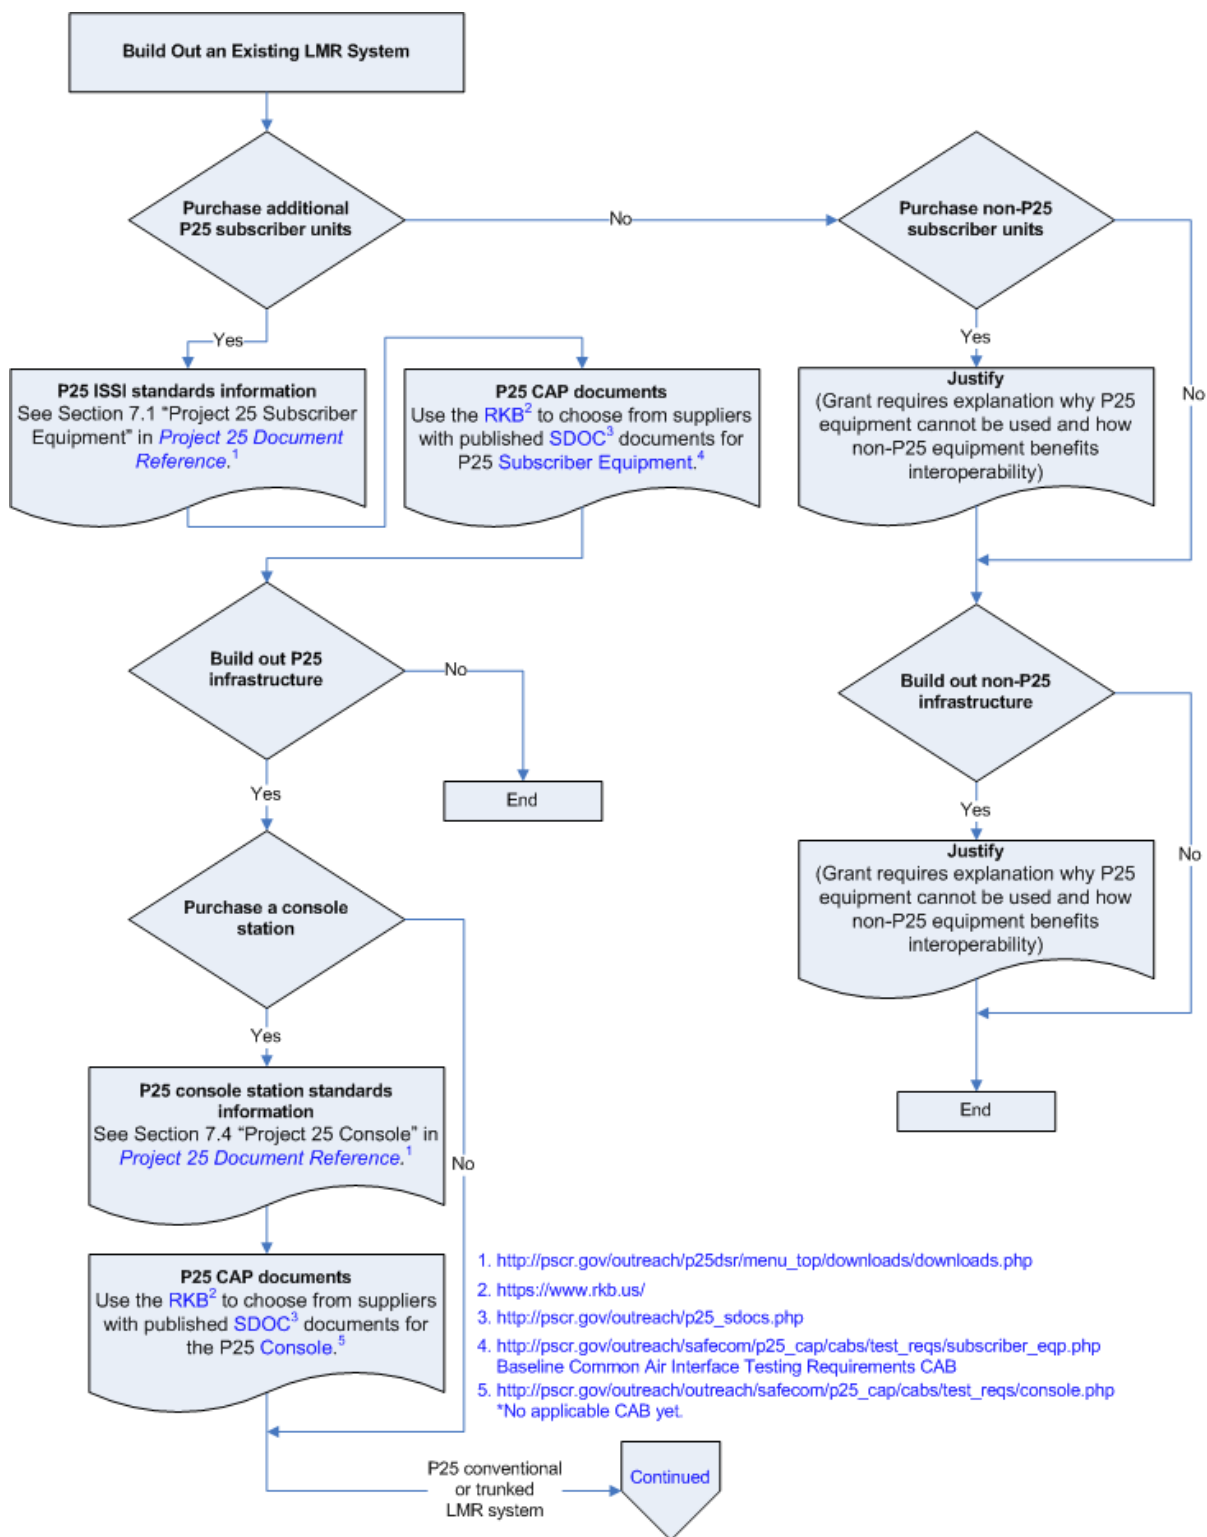 Build Out an Existing LMR System
Purchase additional
P25 subscriber units
No
Purchase non-P25
subscriber units
No
Yes
Yes
P25 ISSI standards information
See Section 7.1 “Project 25 Subscriber
Equipment” in Project 25 Document
Reference.1
P25 CAP documents
Use the RKB2 to choose from suppliers
with published SDOC3 documents for
P25 Subscriber Equipment.4
Justify
(Grant requires explanation why P25
equipment cannot be used and how
non-P25 equipment benefits
interoperability)
Build out P25
infrastructure
No
End
Yes
Build out non-P25
infrastructure
Yes
No
Justify
(Grant requires explanation why P25
equipment cannot be used and how
non-P25 equipment benefits
interoperability)
End
Purchase a console
station
Yes
No
P25 console station standards
information
See Section 7.4 “Project 25 Console” in
Project 25 Document Reference.1
P25 CAP documents
Use the RKB2 to choose from suppliers
with published SDOC3 documents for
the P25 Console.5
1. http://pscr.gov/outreach/p25dsr/menu_top/downloads/downloads.php
2. https://www.rkb.us/
3. http://pscr.gov/outreach/p25_sdocs.php
4. http://pscr.gov/outreach/safecom/p25_cap/cabs/test_reqs/subscriber_eqp.php
Baseline Common Air Interface Testing Requirements CAB
5. http://pscr.gov/outreach/outreach/safecom/p25_cap/cabs/test_reqs/console.php
*No applicable CAB yet.
P25 conventional
or trunked
LMR system
Continued